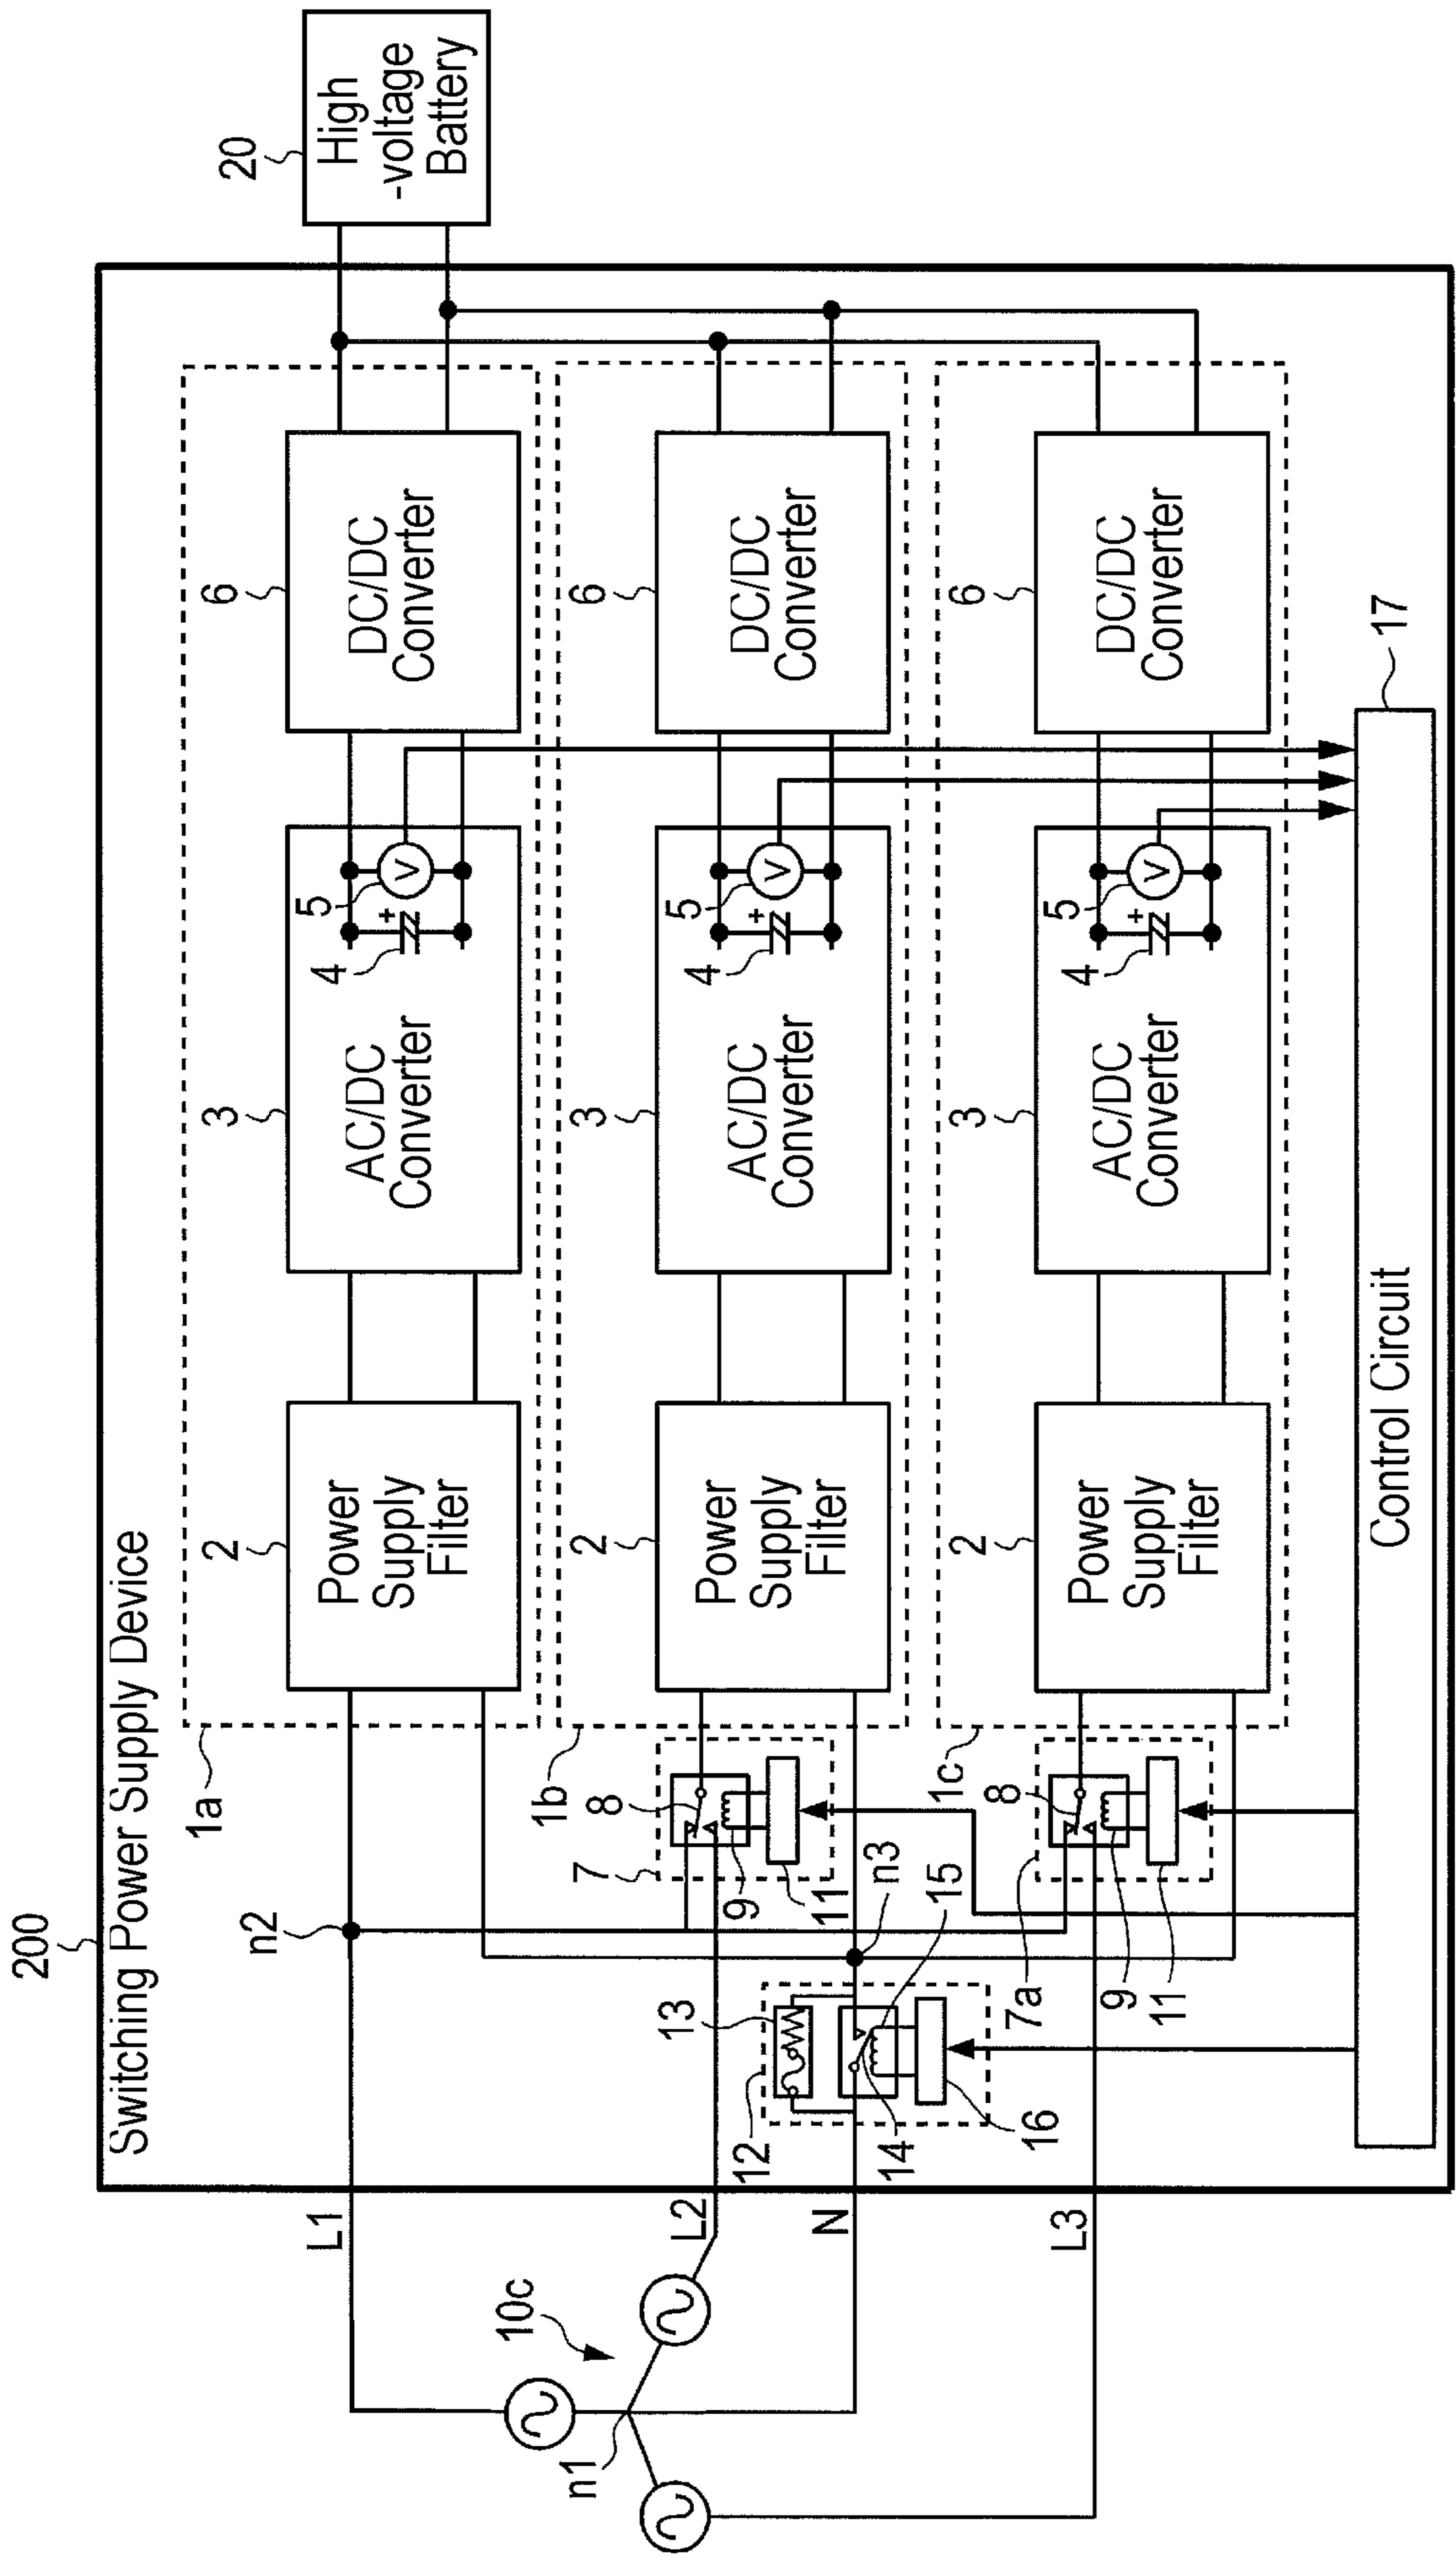 200
Switching Power Supply Device
1a
2
Power
Supply
Filter
3
AC/DC
Converter
4
+
5
V
6
DC/DC
Converter
20
High
-voltage
Battery
L1
n2
10c
n1
L2
7
8
9
11
1b
2
Power
Supply
Filter
3
AC/DC
Converter
4
+
5
V
6
DC/DC
Converter
N
12
13
14
15
16
n3
L3
7a
8
9
11
1c
2
Power
Supply
Filter
3
AC/DC
Converter
4
+
5
V
6
DC/DC
Converter
Control Circuit
17